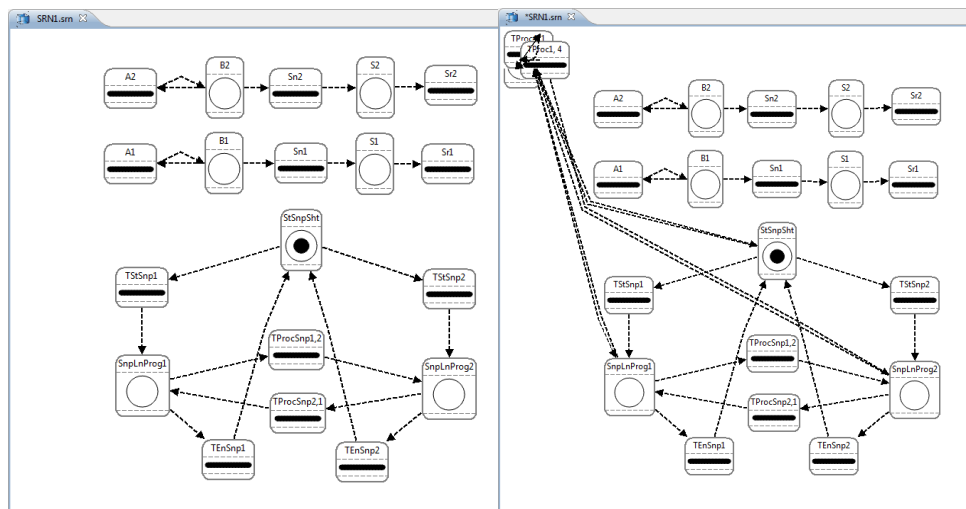 SRN1.srn
A2
B2
Sn2
S2
Sr2
A1
B1
Sn1
S1
Sr1
StSnpSht
TStSnp1
TStSnp2
TProcSnp1,2
SnpLnProg1
SnpLnProg2
TProcSnp2,1
TEnSnp1
TEnSnp2
*SRN1.srn
TProc1, 4
A2
B2
Sn2
S2
Sr2
A1
B1
Sn1
S1
Sr1
StSnpSht
TStSnp1
TStSnp2
TProcSnp1,2
SnpLnProg1
SnpLnProg2
TProcSnp2,1
TEnSnp1
TEnSnp2